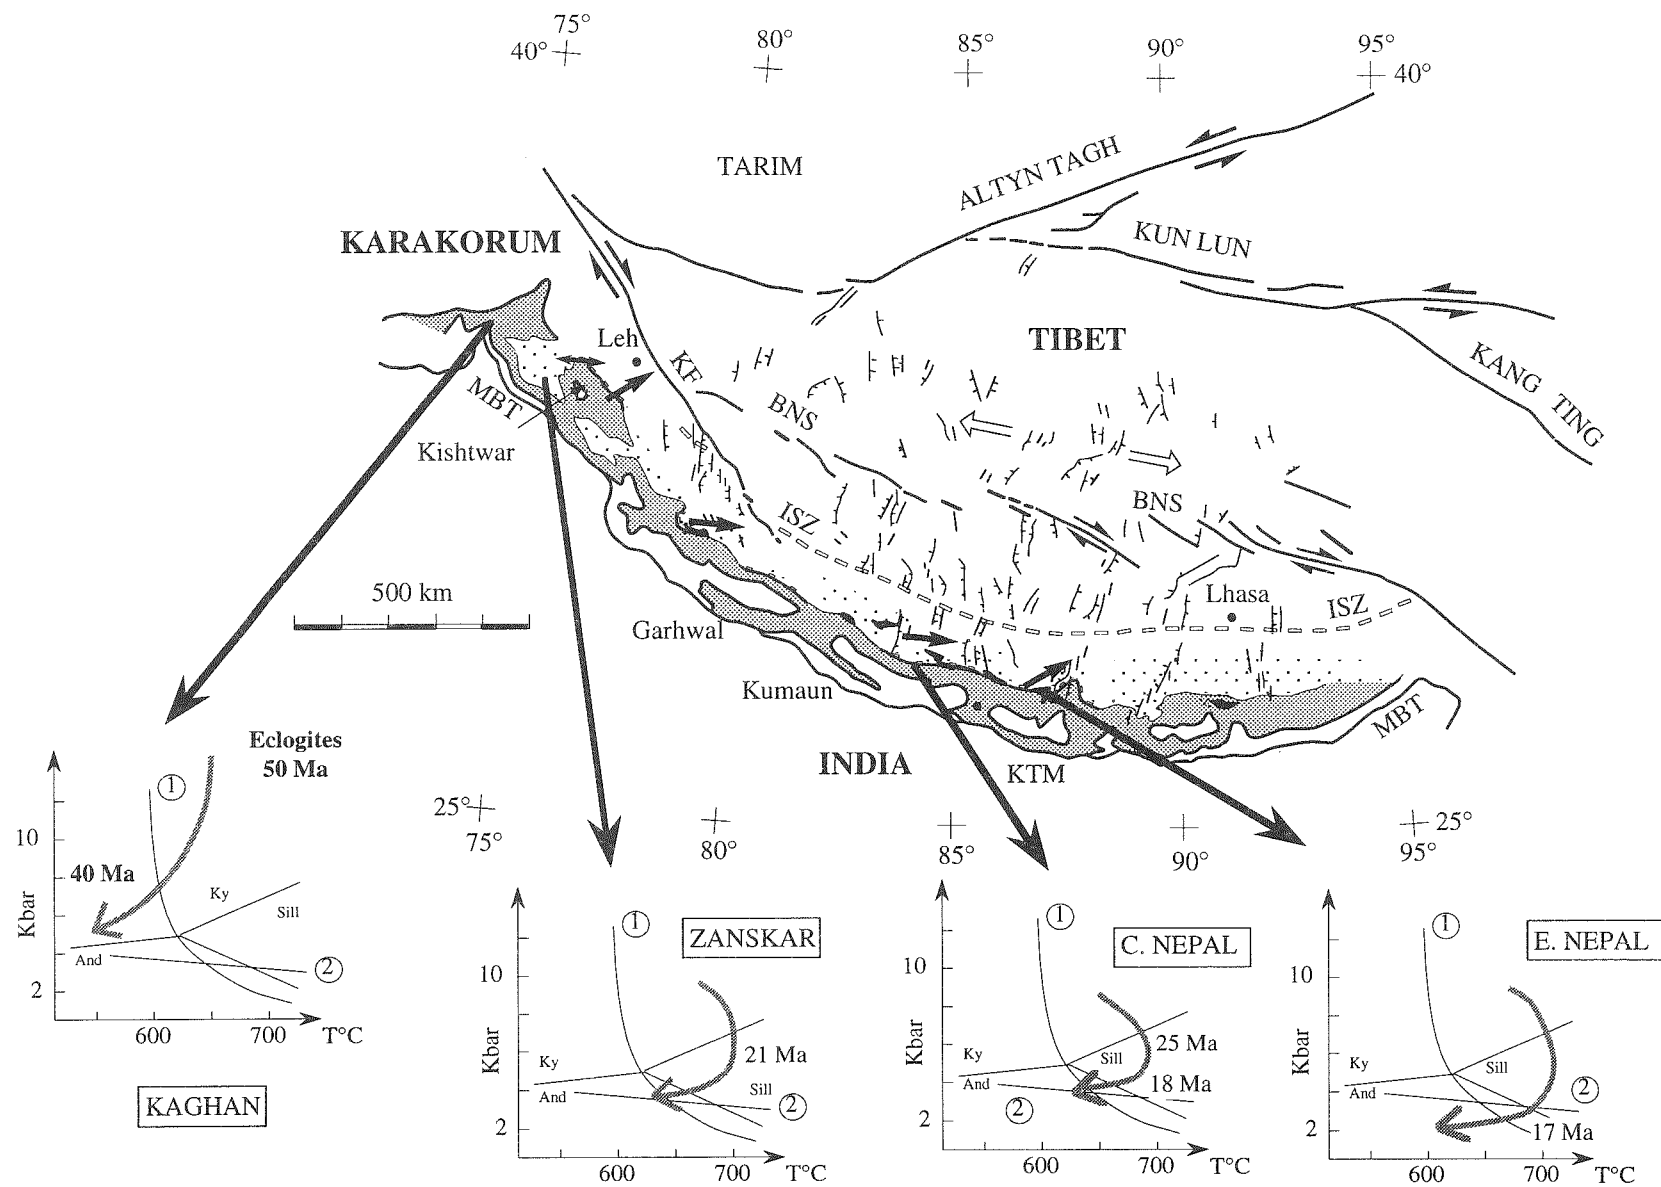 75° 80° 85° 90° 95°
40° 40°
TARIM
ALTYN TAGH
KARAKORUM
KUN LUN
TIBET
Leh
KF
KANG TING
MBT
BNS
Kishtwar
BNS
ISZ
500 km
Lhasa
ISZ
Garhwal
Kumaun
MBT
INDIA
KTM
Eclogites
50 Ma
25° 25°
75° 80° 85° 90° 95°
1
10
40 Ma
Ky
Sill
Kbar
And
2
2
600 700 T°C
KAGHAN
1
ZANSKAR
10
Kbar
21 Ma
Ky
Sill
And
2
2
600 700 T°C
1
C. NEPAL
10
Kbar
25 Ma
Ky
Sill
And
18 Ma
2
2
600 700 T°C
1
E. NEPAL
10
Kbar
Ky
Sill
And
2
17 Ma
2
600 700 T°C